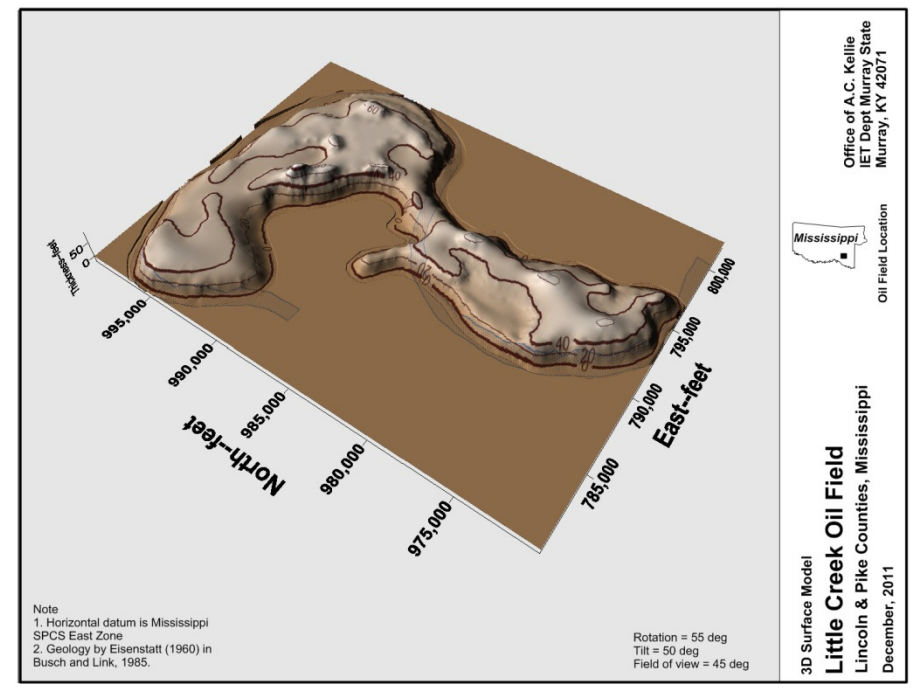 60
40
20
40
20
Thickness--feet
50
0
995,000
990,000
985,000
980,000
975,000
North--feet
800,000
795,000
790,000
785,000
East--feet
Note
1. Horizontal datum is Mississippi
SPCS East Zone
2. Geology by Eisenstatt (1960) in
Busch and Link, 1985.
Rotation = 55 deg
Tilt = 50 deg
Field of view = 45 deg
Office of A.C. Kellie
IET Dept Murray State
Murray, KY 42071
Mississippi
Oil Field Location
3D Surface Model
Little Creek Oil Field
Lincoln & Pike Counties, Mississippi
December, 2011